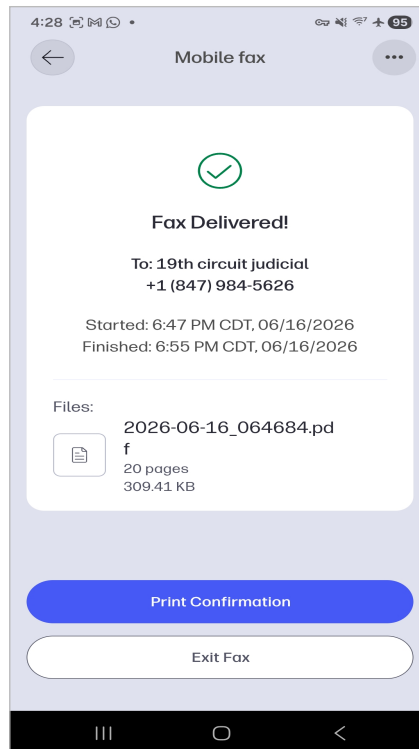 4:28
95
Mobile fax
Fax Delivered!
To: 19th circuit judicial
+1 (847) 984-5626
Started: 6:47 PM CDT, 06/16/2026
Finished: 6:55 PM CDT, 06/16/2026
Files:
2026-06-16_064684.pd
f
20 pages
309.41 KB
Print Confirmation
Exit Fax